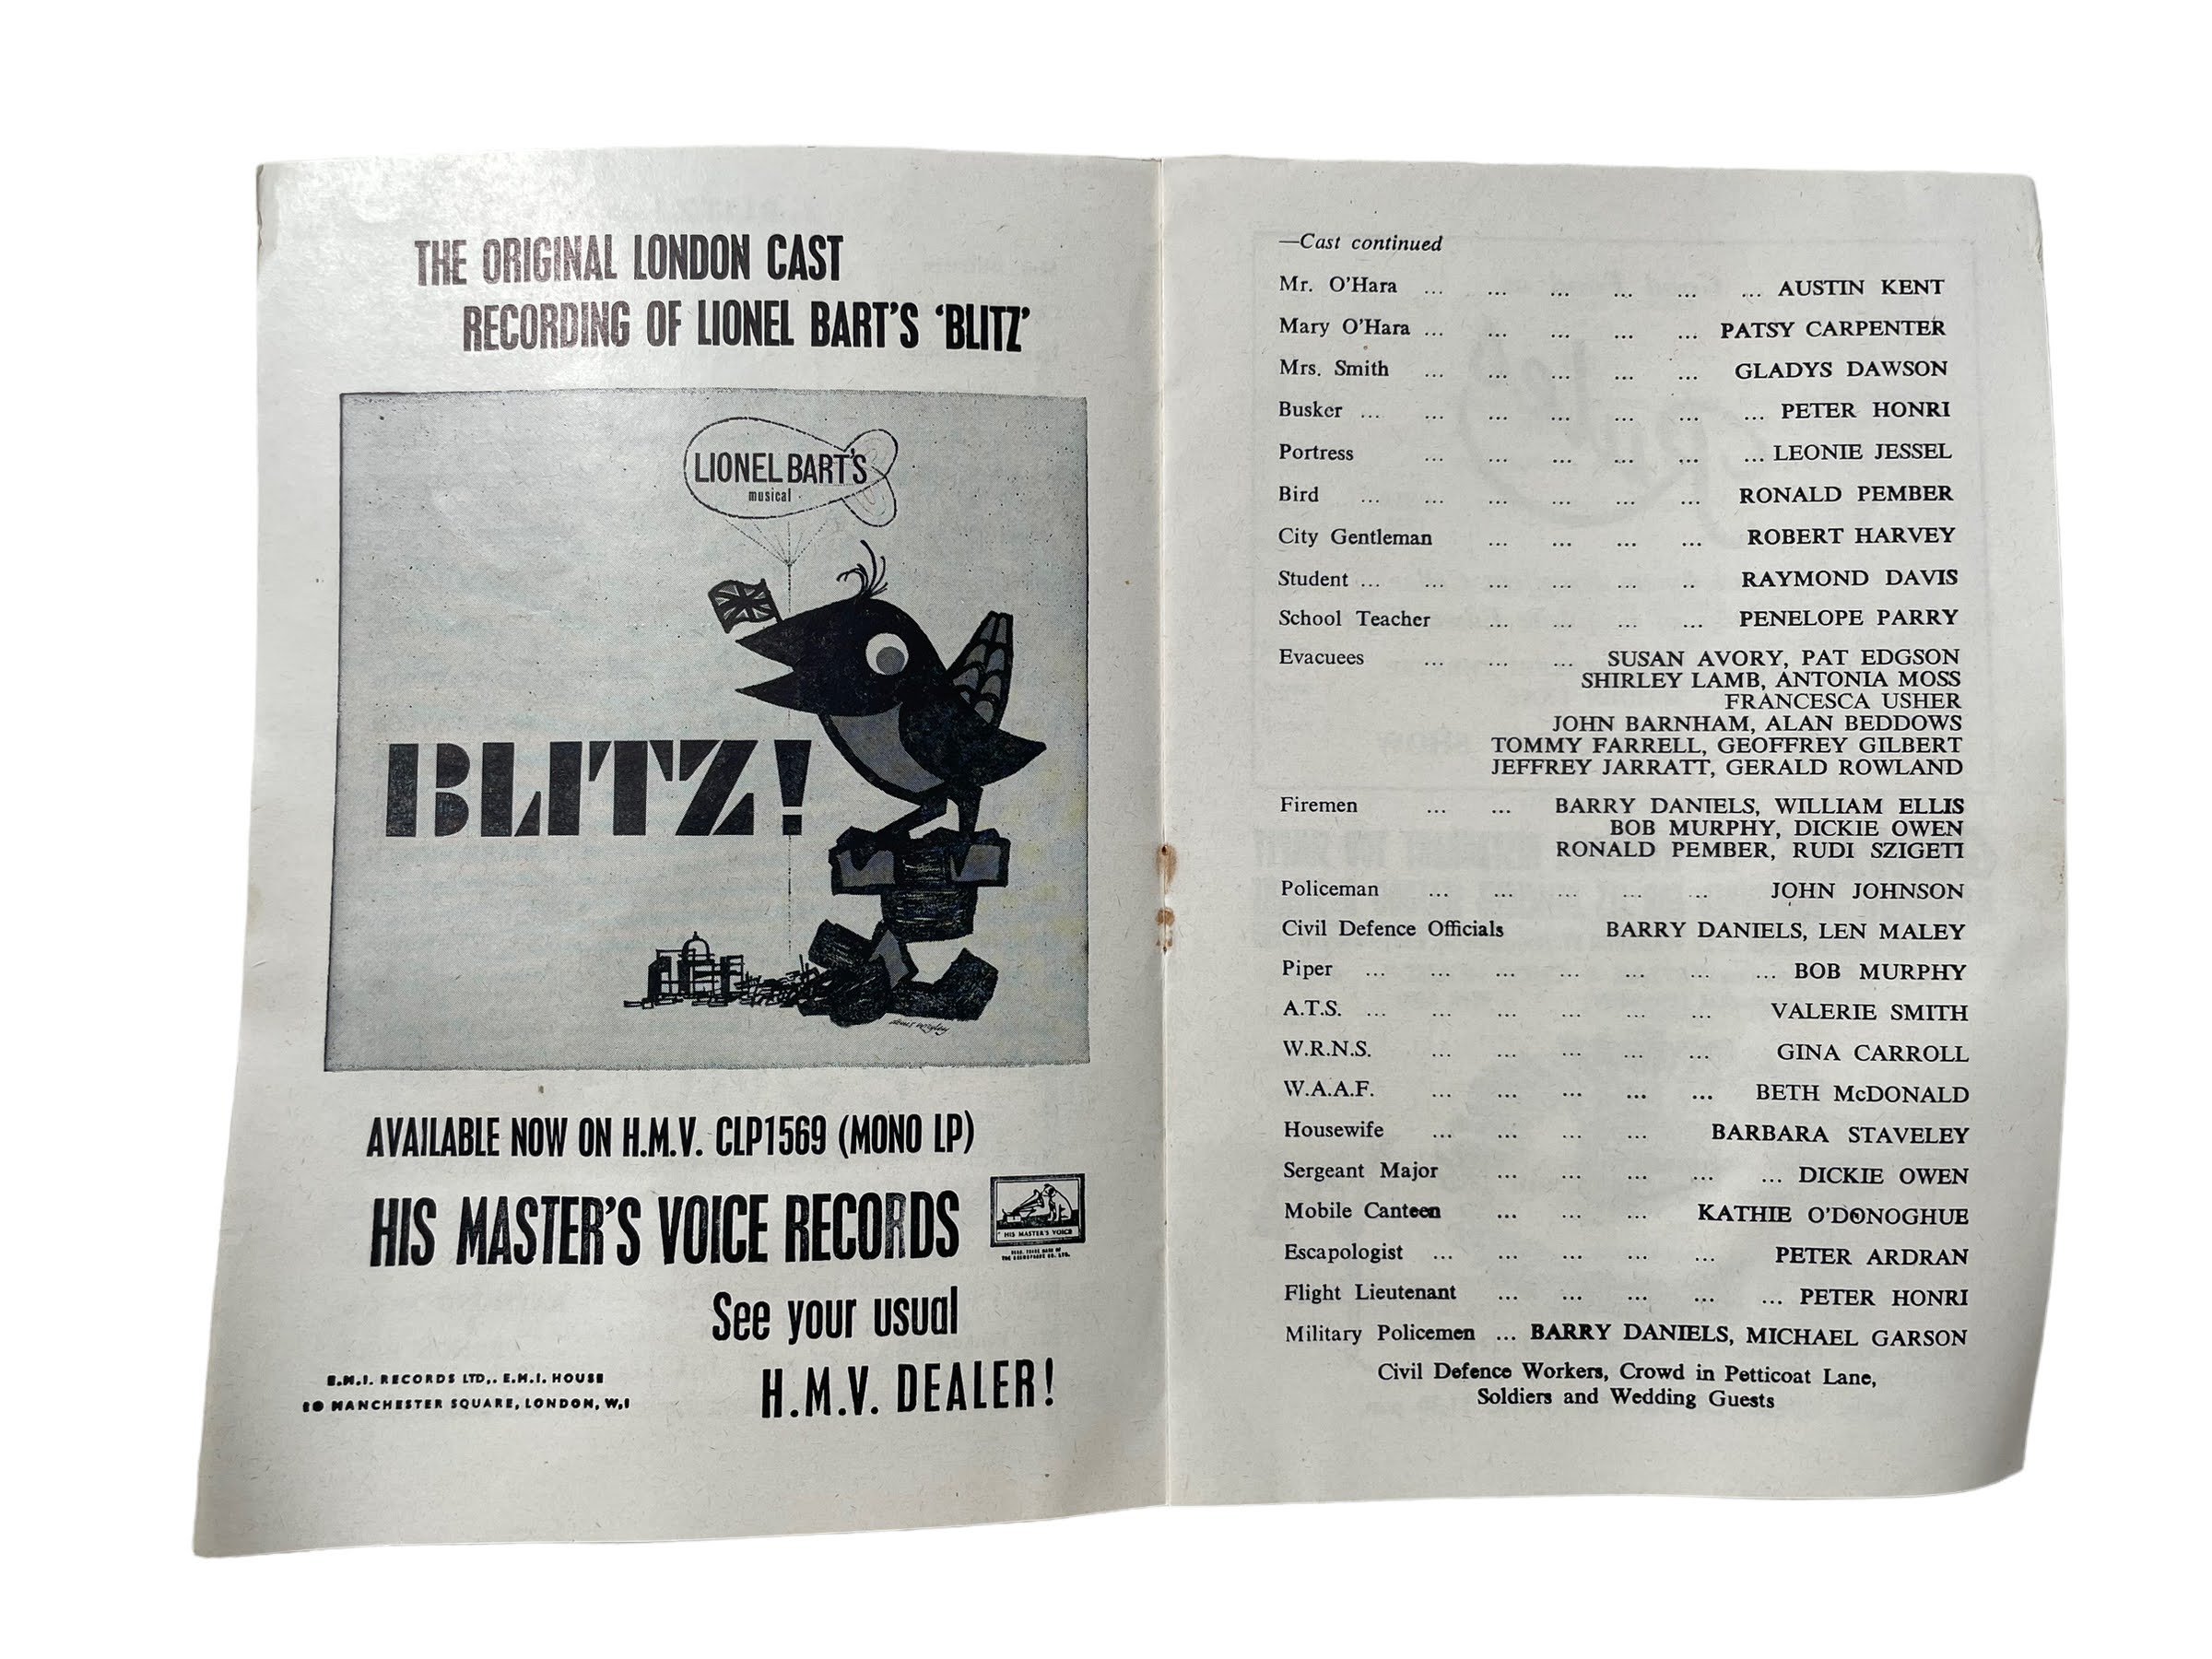 THE ORIGINAL LONDON CAST
RECORDING OF LIONEL BART'S 'BLITZ'
LIONEL BART'S
musical
BLITZ!
AVAILABLE NOW ON H.M.V. CLP1569 (MONO LP)
HIS MASTER'S VOICE RECORDS
"HIS MASTER'S VOICE"
See your usual
H.M.V. DEALER!
E.M.I. RECORDS LTD,. E.M.I. HOUSE
20 MANCHESTER SQUARE, LONDON, W,1
—Cast continued
Mr. O'Hara ... ... ... ... ... ... AUSTIN KENT
Mary O'Hara ... ... ... ... ... PATSY CARPENTER
Mrs. Smith ... ... ... ... ... GLADYS DAWSON
Busker ... ... ... ... ... ... ... PETER HONRI
Portress ... ... ... ... ... ... LEONIE JESSEL
Bird ... ... ... ... ... ... RONALD PEMBER
City Gentleman ... ... ... ... ROBERT HARVEY
Student ... ... ... ... ... .. RAYMOND DAVIS
School Teacher ... ... ... ... PENELOPE PARRY
Evacuees ... ... ... SUSAN AVORY, PAT EDGSON
SHIRLEY LAMB, ANTONIA MOSS
FRANCESCA USHER
JOHN BARNHAM, ALAN BEDDOWS
TOMMY FARRELL, GEOFFREY GILBERT
JEFFREY JARRATT, GERALD ROWLAND
Firemen ... ... BARRY DANIELS, WILLIAM ELLIS
BOB MURPHY, DICKIE OWEN
RONALD PEMBER, RUDI SZIGETI
Policeman ... ... ... ... ... JOHN JOHNSON
Civil Defence Officials BARRY DANIELS, LEN MALEY
Piper ... ... ... ... ... ... ... BOB MURPHY
A.T.S. ... ... ... ... ... ... VALERIE SMITH
W.R.N.S. ... ... ... ... ... GINA CARROLL
W.A.A.F. ... ... ... ... ... BETH McDONALD
Housewife ... ... ... ... BARBARA STAVELEY
Sergeant Major ... ... ... ... ... DICKIE OWEN
Mobile Canteen ... ... ... KATHIE O'DONOGHUE
Escapologist ... ... ... ... ... PETER ARDRAN
Flight Lieutenant ... ... ... ... ... PETER HONRI
Military Policemen ... BARRY DANIELS, MICHAEL GARSON
Civil Defence Workers, Crowd in Petticoat Lane,
Soldiers and Wedding Guests